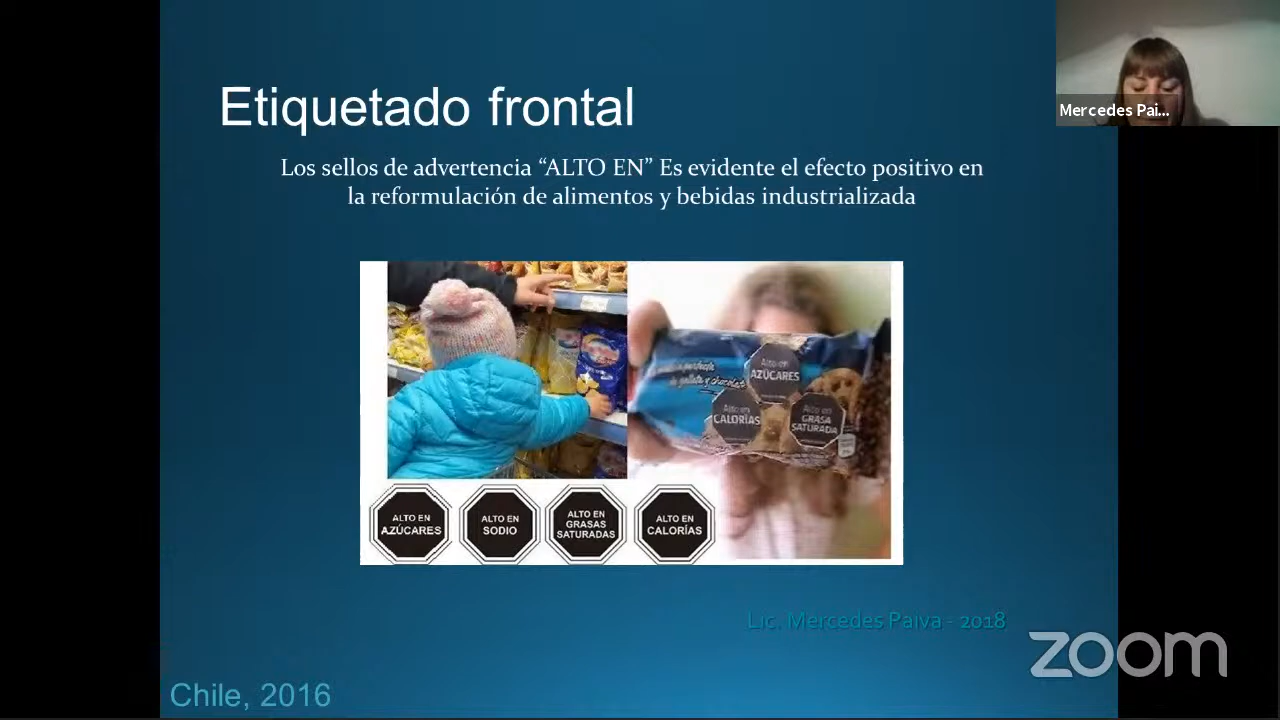 Etiquetado frontal
Mercedes Pai...
Los sellos de advertencia “ALTO EN” Es evidente el efecto positivo en
la reformulación de alimentos y bebidas industrializada
Alto en
AZÚCARES
Alto en
CALORÍAS
Alto en
GRASA
SATURADA
ALTO EN
AZÚCARES
ALTO EN
SODIO
ALTO EN
GRASAS
SATURADAS
ALTO EN
CALORÍAS
Lic. Mercedes Paiva - 2018
zoom
Chile, 2016